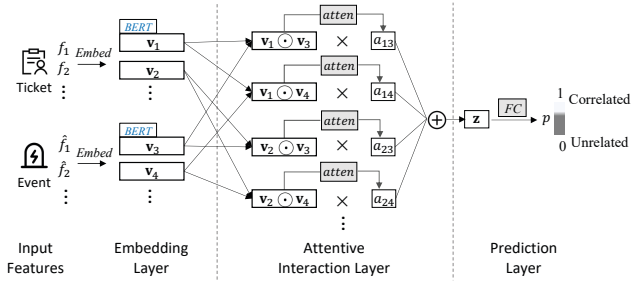 BERT
f₁ Embed v₁
f₂ v₂
Ticket
⋮ ⋮
BERT
f̂₁ Embed v₃
f̂₂ v₄
Event
⋮ ⋮
atten
v₁ ⊙ v₃ × a₁₃
atten
v₁ ⊙ v₄ × a₁₄
atten
v₂ ⊙ v₃ × a₂₃
atten
v₂ ⊙ v₄ × a₂₄
⋮
⊕ z FC p
1 Correlated
0 Unrelated
Input
Features
Embedding
Layer
Attentive
Interaction Layer
Prediction
Layer